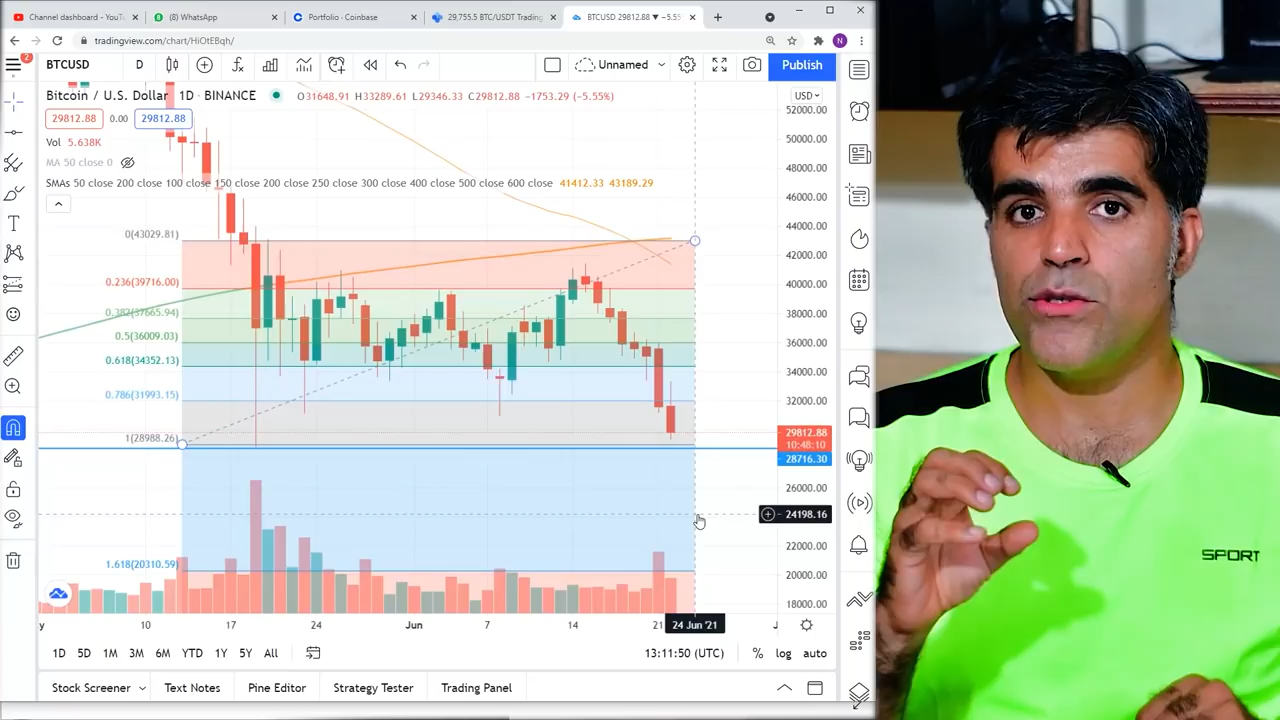 Channel dashboard - YouT
(8) WhatsApp
Portfolio - Coinbase
29,755.5 BTC/USDT Trading
BTCUSD 29812.88 ▼ −5.55
tradingview.com/chart/HiOtEBqh/
2
BTCUSD
D
Unnamed
Publish
Bitcoin / U.S. Dollar 1D · BINANCE
O31648.91 H33289.61 L29346.33 C29812.88 −1753.29 (−5.55%)
USD
29812.88 0.00 29812.88
Vol 5.638K
MA 50 close 0
SMAs 50 close 200 close 100 close 150 close 200 close 250 close 300 close 400 close 500 close 600 close 41412.33 43189.29
52000.00
50000.00
48000.00
46000.00
44000.00
42000.00
40000.00
38000.00
36000.00
34000.00
32000.00
29812.88
10:48:10
28716.30
26000.00
24198.16
22000.00
20000.00
18000.00
0(43029.81)
0.236(39716.00)
0.382(37665.94)
0.5(36009.03)
0.618(34352.13)
0.786(31993.15)
1(28988.26)
1.618(20310.59)
y
10
17
24
Jun
7
14
21
24 Jun '21
J
1D 5D 1M 3M YTD 1Y 5Y All
13:11:50 (UTC)
% log auto
Stock Screener
Text Notes
Pine Editor
Strategy Tester
Trading Panel
N
SPORT